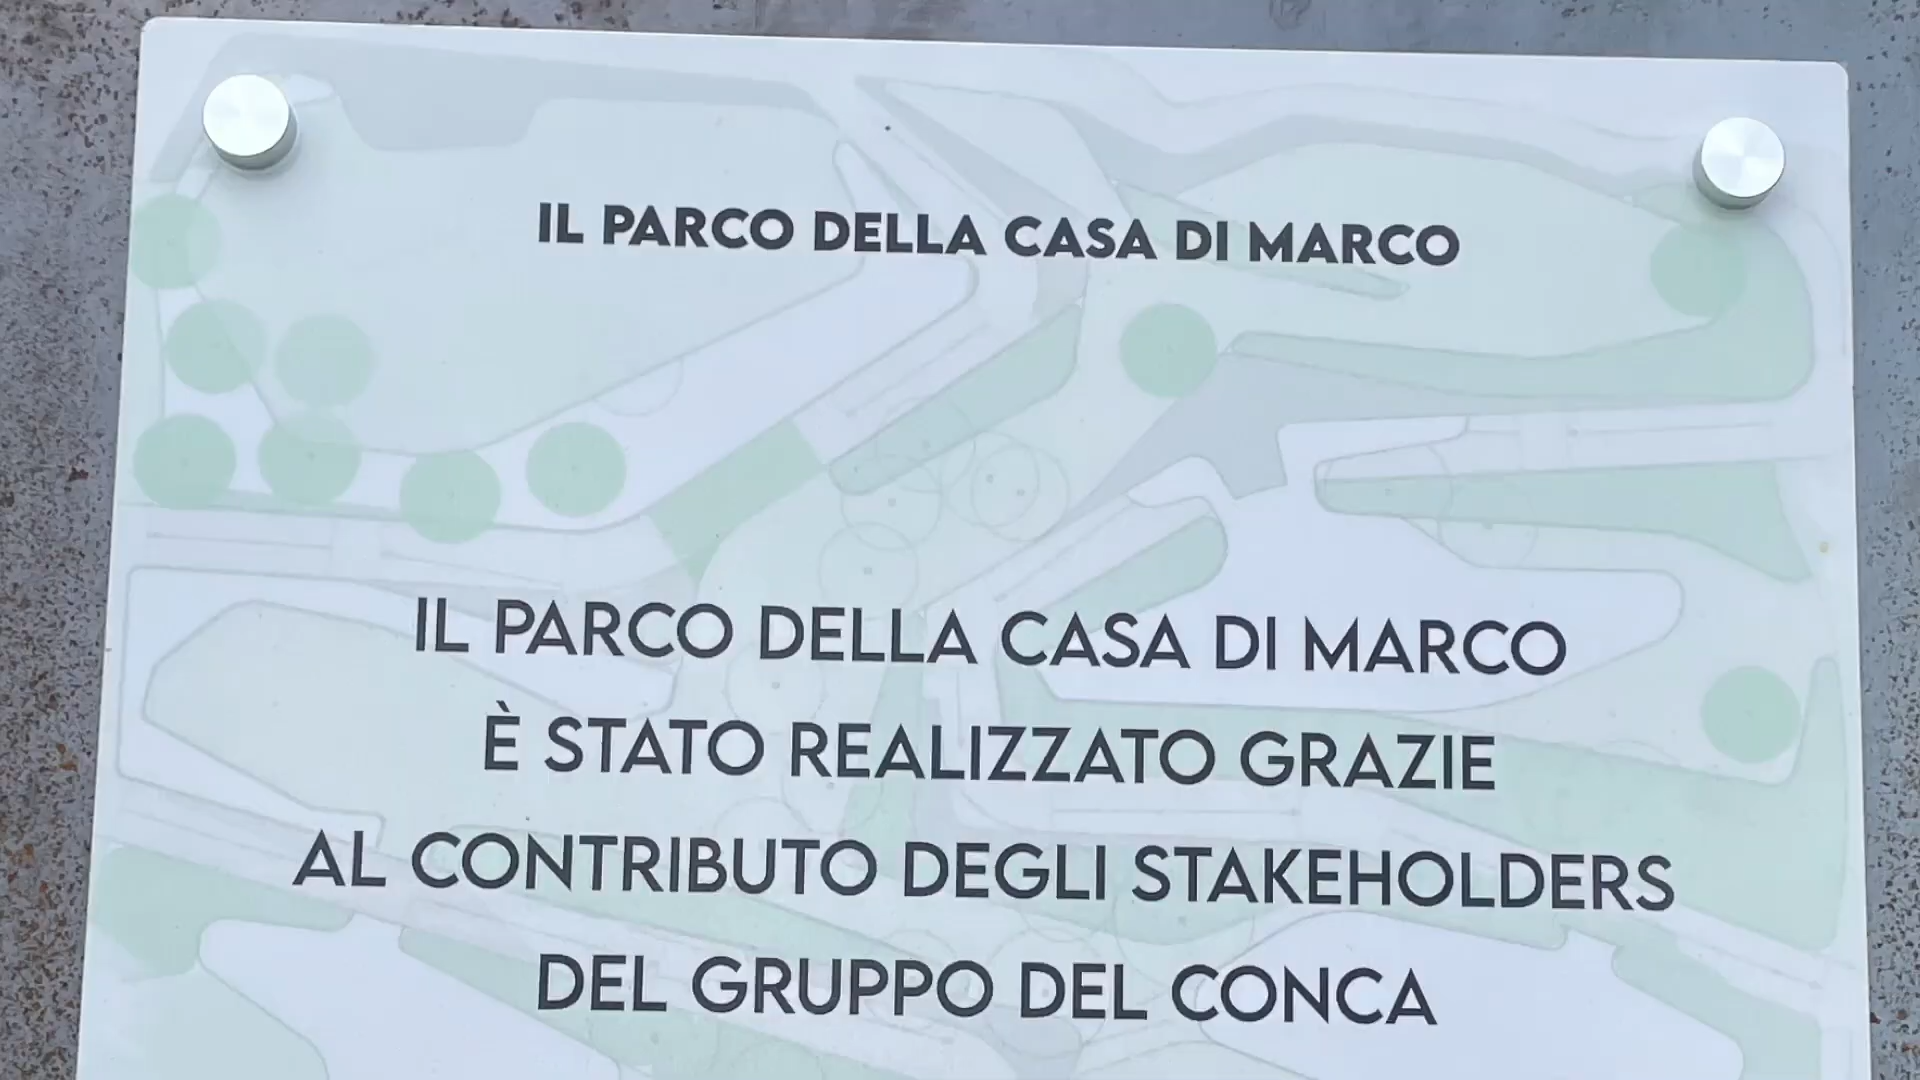 IL PARCO DELLA CASA DI MARCO
IL PARCO DELLA CASA DI MARCO
È STATO REALIZZATO GRAZIE
AL CONTRIBUTO DEGLI STAKEHOLDERS
DEL GRUPPO DEL CONCA